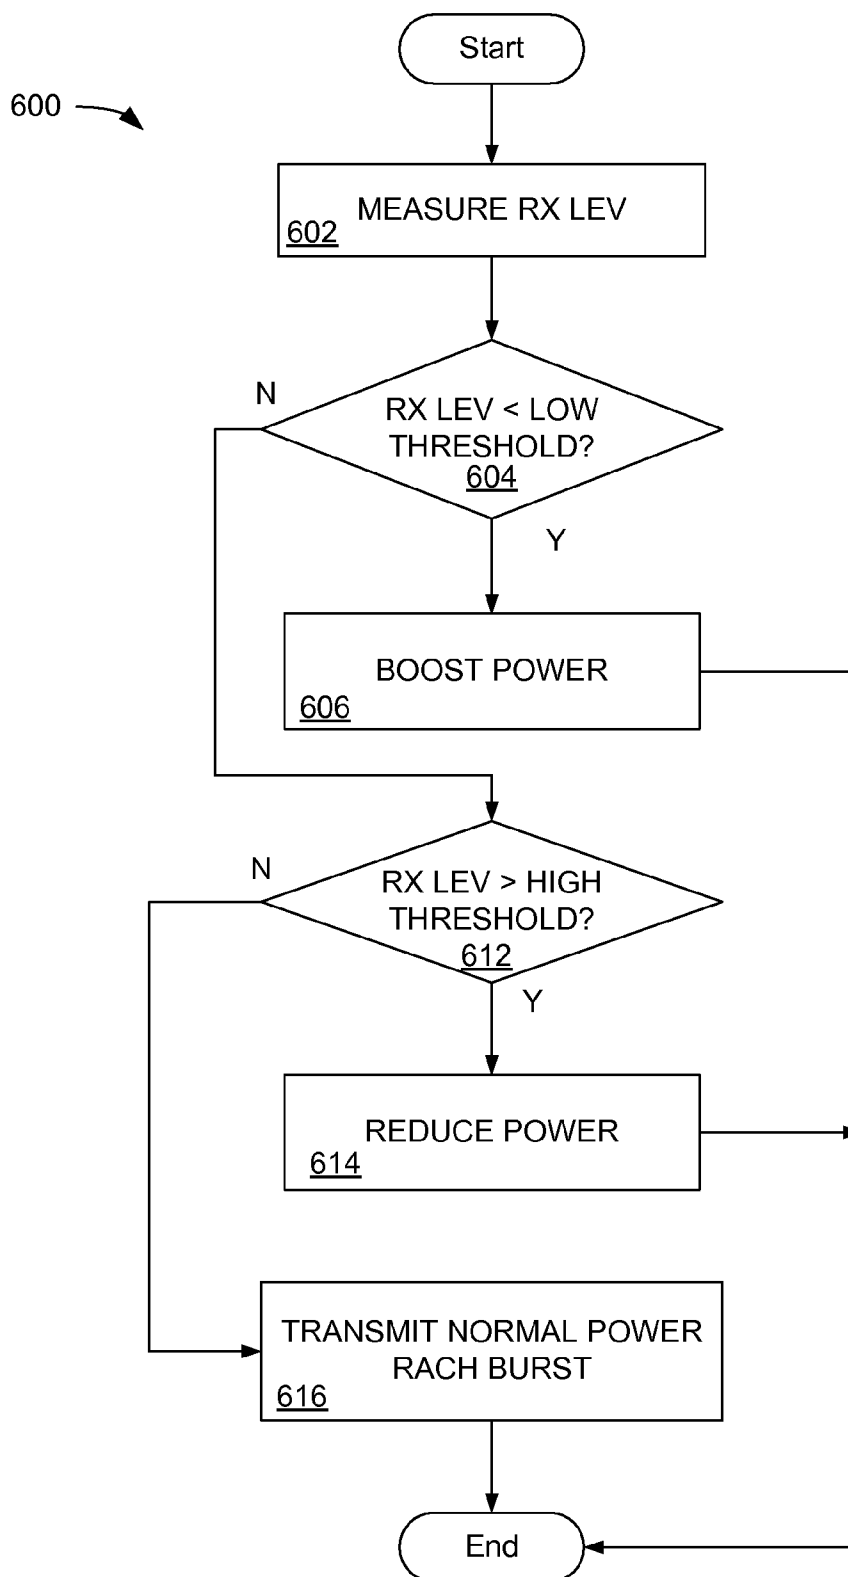 Start
600
MEASURE RX LEV
602
N
RX LEV < LOW
THRESHOLD?
604
Y
BOOST POWER
606
N
RX LEV > HIGH
THRESHOLD?
612
Y
REDUCE POWER
614
TRANSMIT NORMAL POWER
RACH BURST
616
End